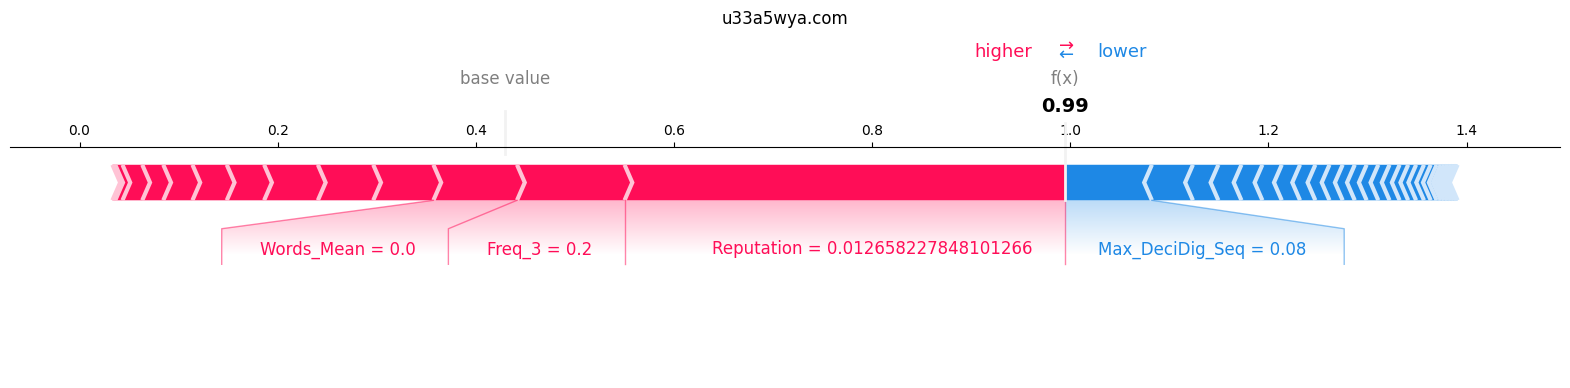 u33a5wya.com
higher ⇄ lower
base value f(x)
0.99
0.0 0.2 0.4 0.6 0.8 1.0 1.2 1.4
Words_Mean = 0.0 Freq_3 = 0.2 Reputation = 0.012658227848101266 Max_DeciDig_Seq = 0.08